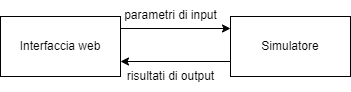 parametri di input
Interfaccia web
Simulatore
risultati di output